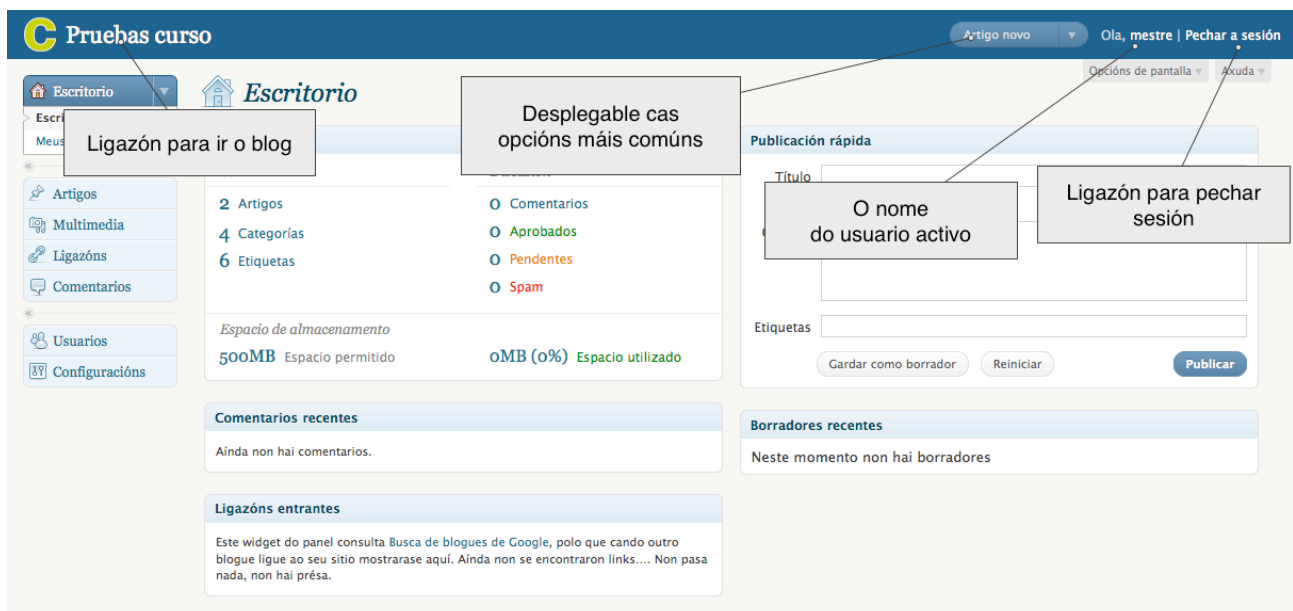 C Pruebas curso
Artigo novo
Ola, mestre | Pechar a sesión
Opcións de pantalla
Axuda
Escritorio
Escritorio
Desplegable cas
opcións máis comúns
Ligazón para ir o blog
O nome
do usuario activo
Ligazón para pechar
sesión
Meus
Artigos
Multimedia
Ligazóns
Comentarios
Usuarios
Configuracións
2 Artigos
4 Categorías
6 Etiquetas
0 Comentarios
0 Aprobados
0 Pendentes
0 Spam
Espacio de almacenamento
500MB Espacio permitido
0MB (0%) Espacio utilizado
Comentarios recentes
Aínda non hai comentarios.
Ligazóns entrantes
Este widget do panel consulta Busca de blogues de Google, polo que cando outro
blogue ligue ao seu sitio mostrarase aquí. Aínda non se encontraron links.... Non pasa
nada, non hai présa.
Publicación rápida
Título
Etiquetas
Gardar como borrador
Reiniciar
Publicar
Borradores recentes
Neste momento non hai borradores